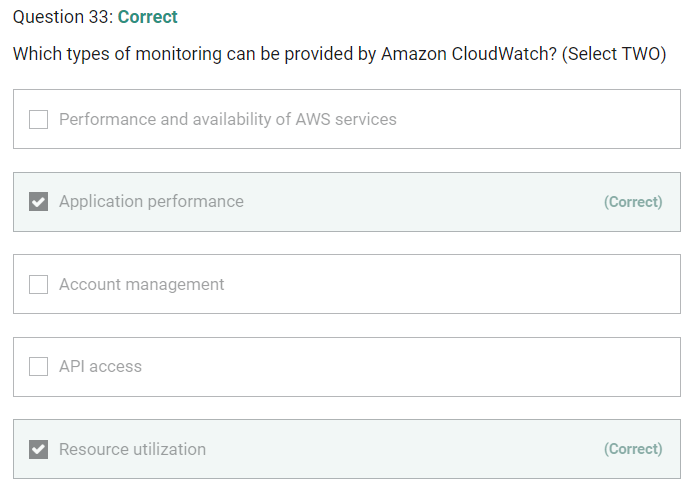 Question 33: Correct
Which types of monitoring can be provided by Amazon CloudWatch? (Select TWO)
Performance and availability of AWS services
Application performance (Correct)
Account management
API access
Resource utilization (Correct)